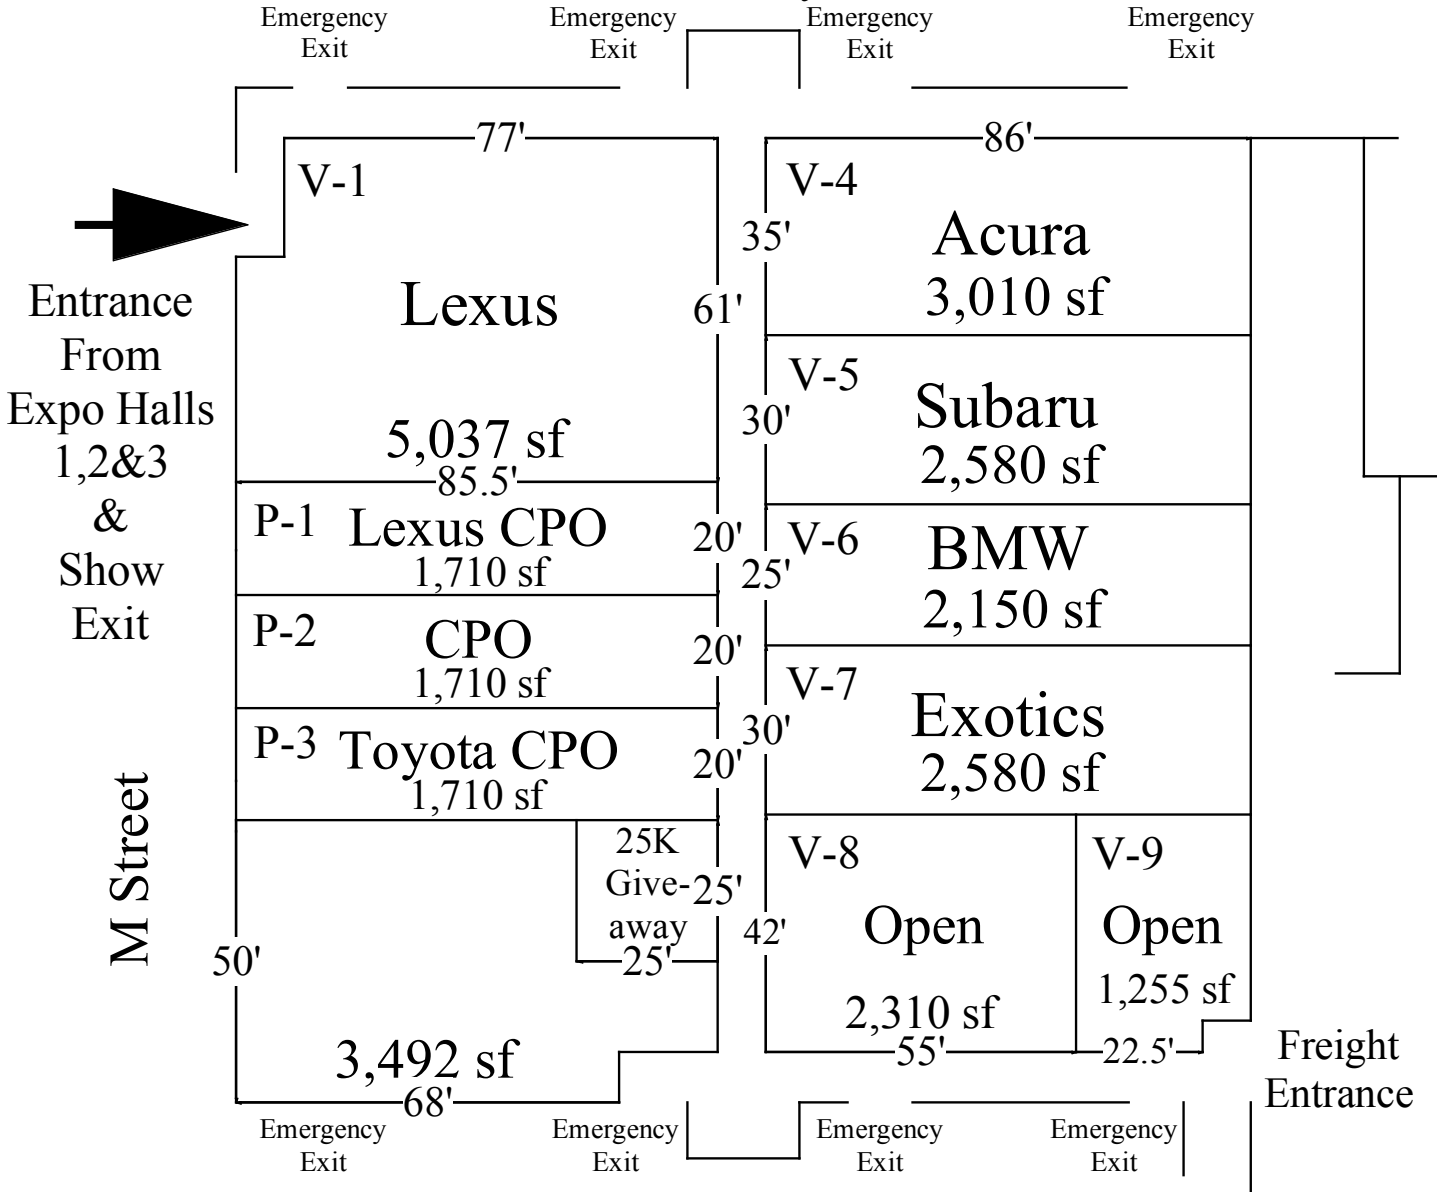 Emergency
Exit
Emergency
Exit
Emergency
Exit
Emergency
Exit
77'
86'
V-1
V-4
35'
Acura
3,010 sf
Lexus
61'
Entrance
From
Expo Halls
1,2&3
&
Show
Exit
V-5
30'
Subaru
2,580 sf
5,037 sf
85.5'
P-1 Lexus CPO
1,710 sf
20'
V-6
25'
BMW
2,150 sf
P-2
CPO
1,710 sf
20'
V-7
30'
Exotics
2,580 sf
P-3 Toyota CPO
1,710 sf
20'
M Street
25K
Give-
away
25'
25'
V-8
42'
Open
2,310 sf
55'
V-9
Open
1,255 sf
22.5'
50'
3,492 sf
68'
Freight
Entrance
Emergency
Exit
Emergency
Exit
Emergency
Exit
Emergency
Exit